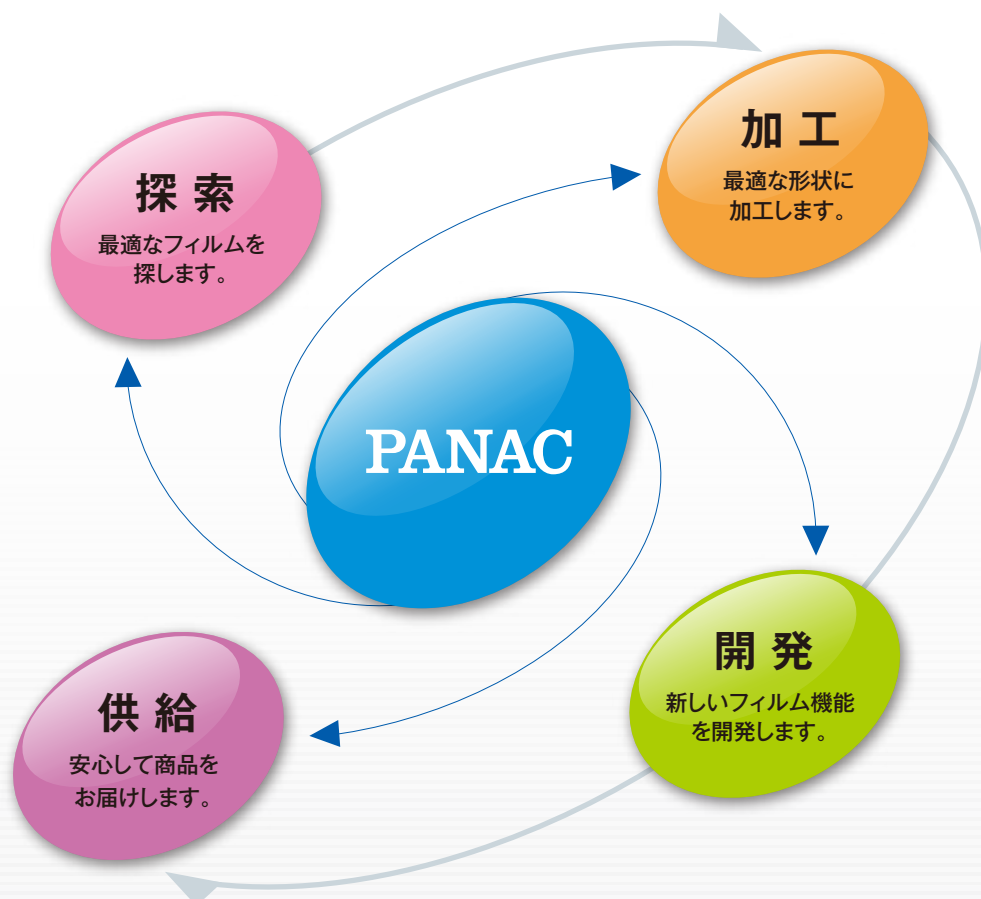 探索
最適なフィルムを
探します。
加工
最適な形状に
加工します。
PANAC
開発
新しいフィルム機能
を開発します。
供給
安心して商品を
お届けします。